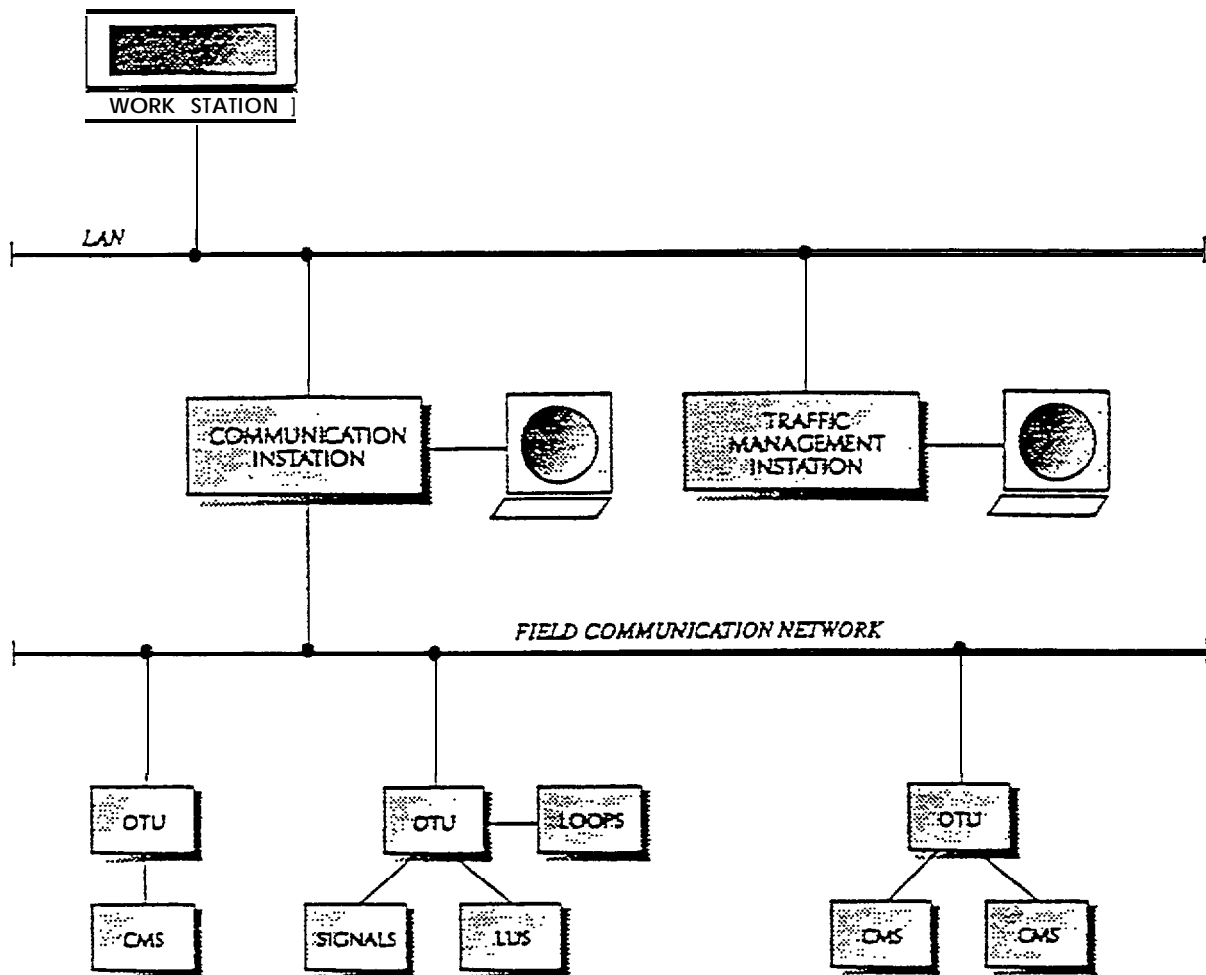 WORK STATION ]
LAN
COMMUNICATION
INSTATION
TRAFFIC
MANAGEMENT
INSTATION
FIELD COMMUNICATION NETWORK
OTU
OTU
LOOPS
OTU
CMS
SIGNALS
LUS
CMS
CMS